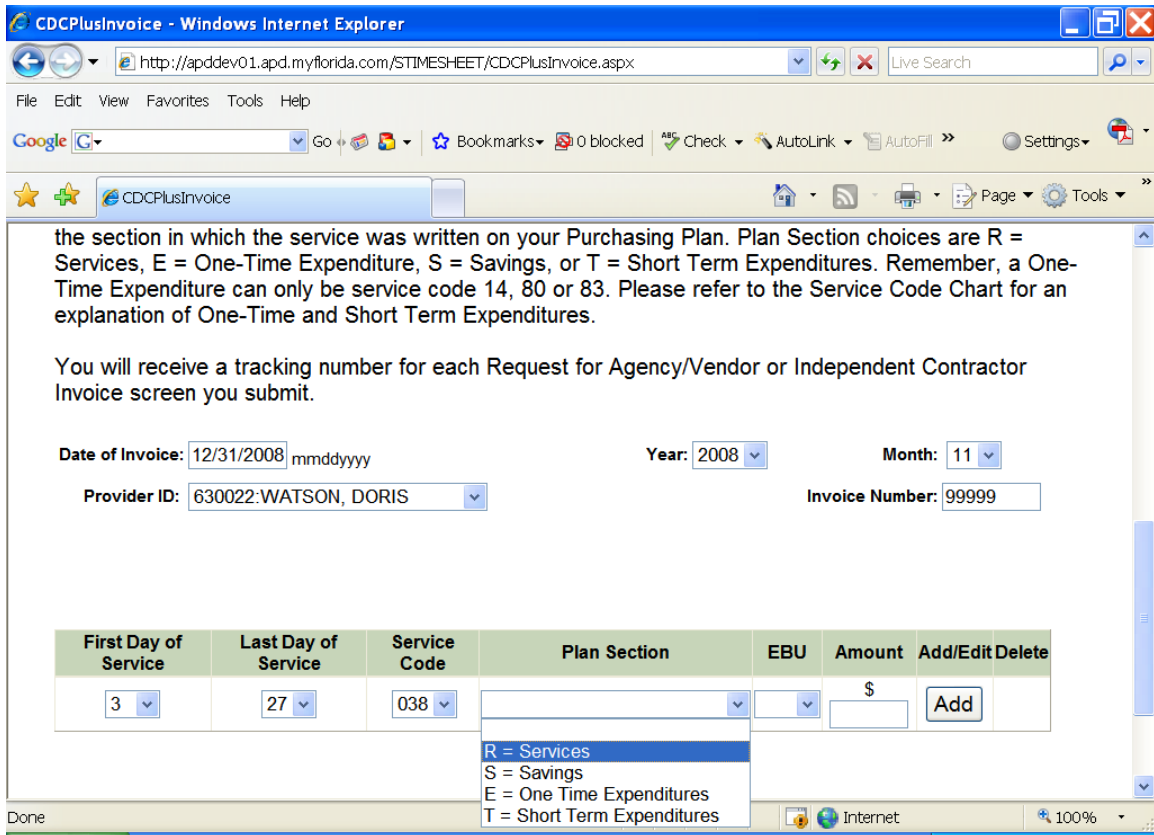 CDCPlusInvoice - Windows Internet Explorer
http://apddev01.apd.myflorida.com/STIMESHEET/CDCPlusInvoice.aspx
Live Search
File Edit View Favorites Tools Help
Google G Go Bookmarks 0 blocked ABC Check AutoLink AutoFill » Settings
CDCPlusInvoice Page Tools »
the section in which the service was written on your Purchasing Plan. Plan Section choices are R =
Services, E = One-Time Expenditure, S = Savings, or T = Short Term Expenditures. Remember, a One-
Time Expenditure can only be service code 14, 80 or 83. Please refer to the Service Code Chart for an
explanation of One-Time and Short Term Expenditures.
You will receive a tracking number for each Request for Agency/Vendor or Independent Contractor
Invoice screen you submit.
Date of Invoice: 12/31/2008 mmddyyyy Year: 2008 Month: 11
Provider ID: 630022:WATSON, DORIS Invoice Number: 99999
First Day of Service Last Day of Service Service Code Plan Section EBU Amount Add/Edit Delete
3 27 038 $ Add
R = Services
S = Savings
E = One Time Expenditures
T = Short Term Expenditures
Done Internet 100%